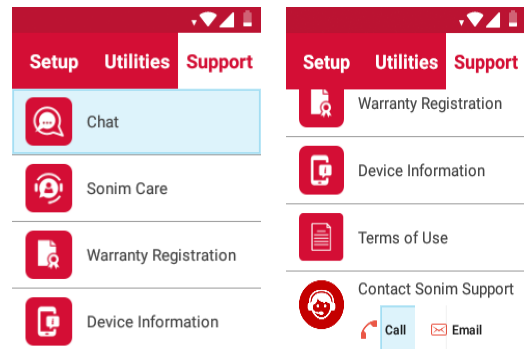 Setup Utilities Support
Chat
Sonim Care
Warranty Registration
Device Information
Setup Utilities Support
Warranty Registration
Device Information
Terms of Use
Contact Sonim Support
Call Email